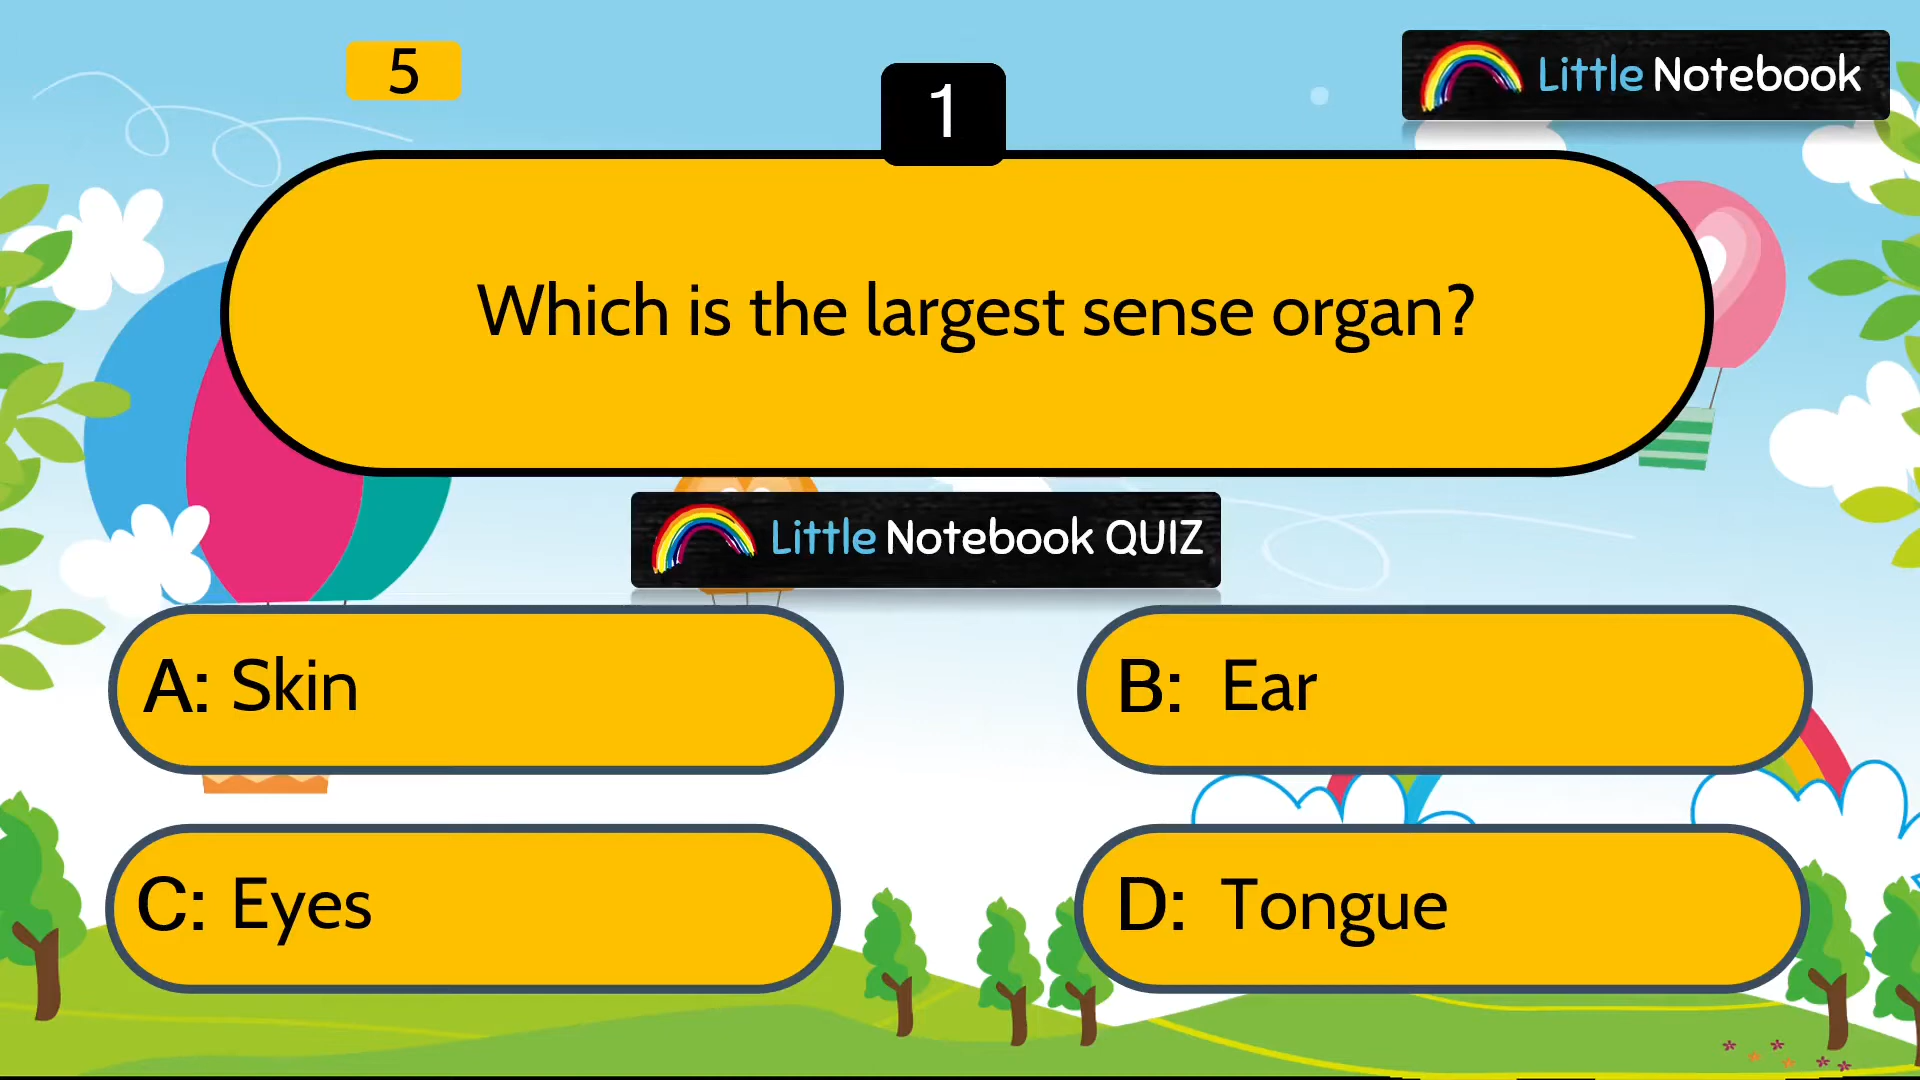 5
1
Little Notebook
Which is the largest sense organ?
Little Notebook QUIZ
A: Skin
B: Ear
C: Eyes
D: Tongue